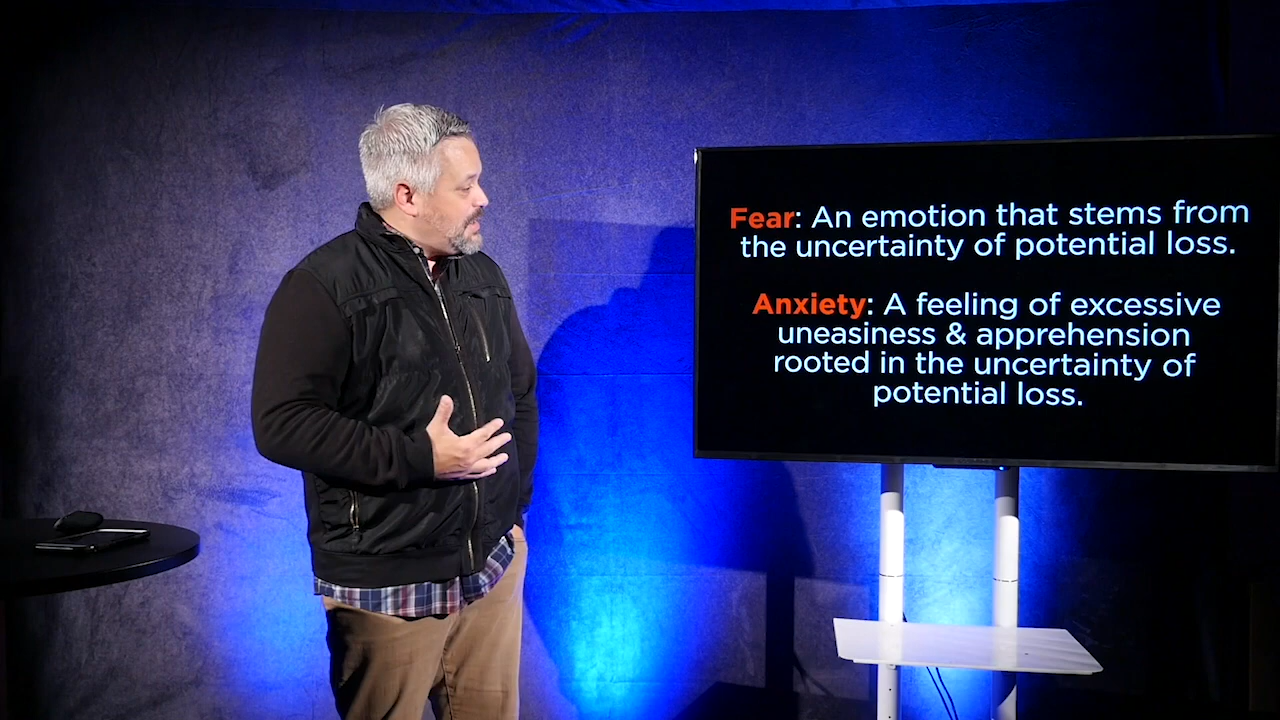 Fear: An emotion that stems from
the uncertainty of potential loss.
Anxiety: A feeling of excessive
uneasiness & apprehension
rooted in the uncertainty of
potential loss.